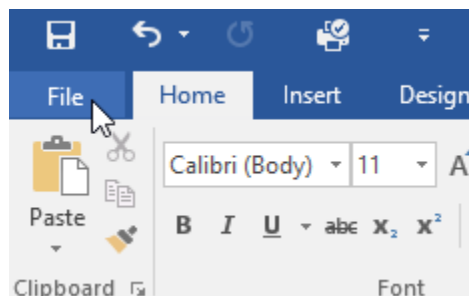 File Home Insert Design
Calibri (Body) 11 A
Paste B I U abc x₂ x²
Clipboard Font